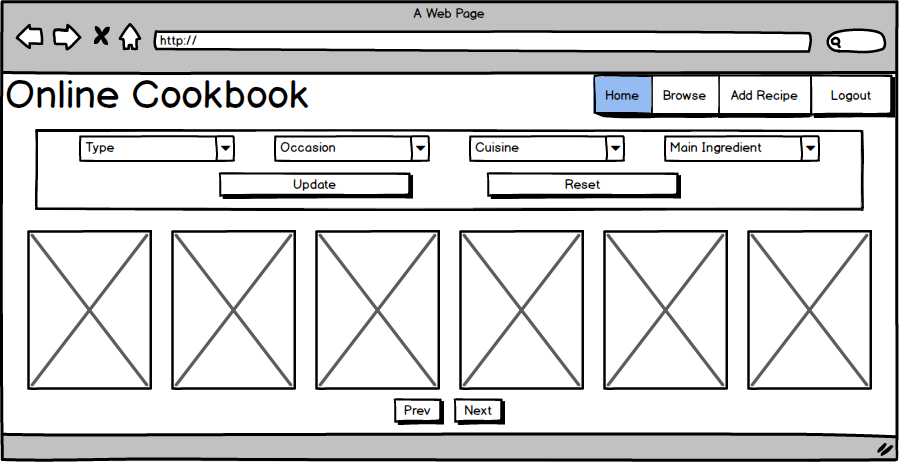 A Web Page
http://
Online Cookbook
Home Browse Add Recipe Logout
Type Occasion Cuisine Main Ingredient
Update Reset
Prev Next